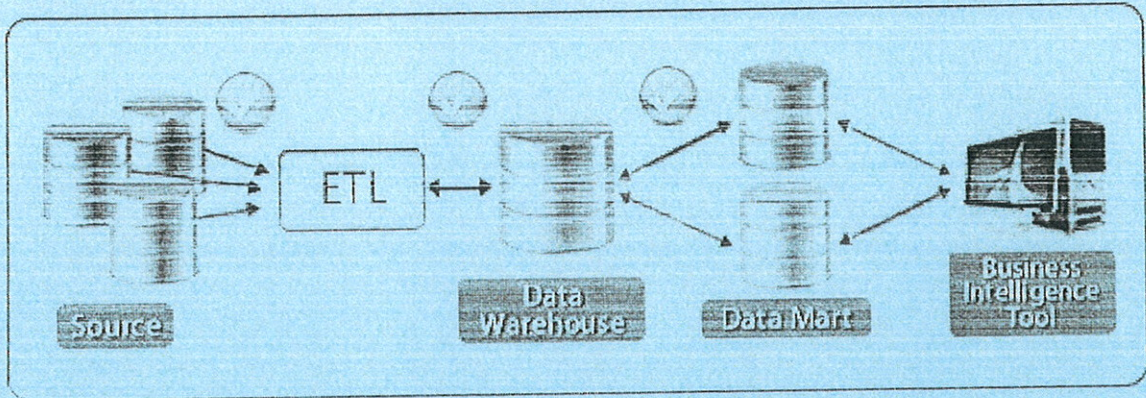 ETL
Source
Data
Warehouse
Data Mart
Business
Intelligence
Tool